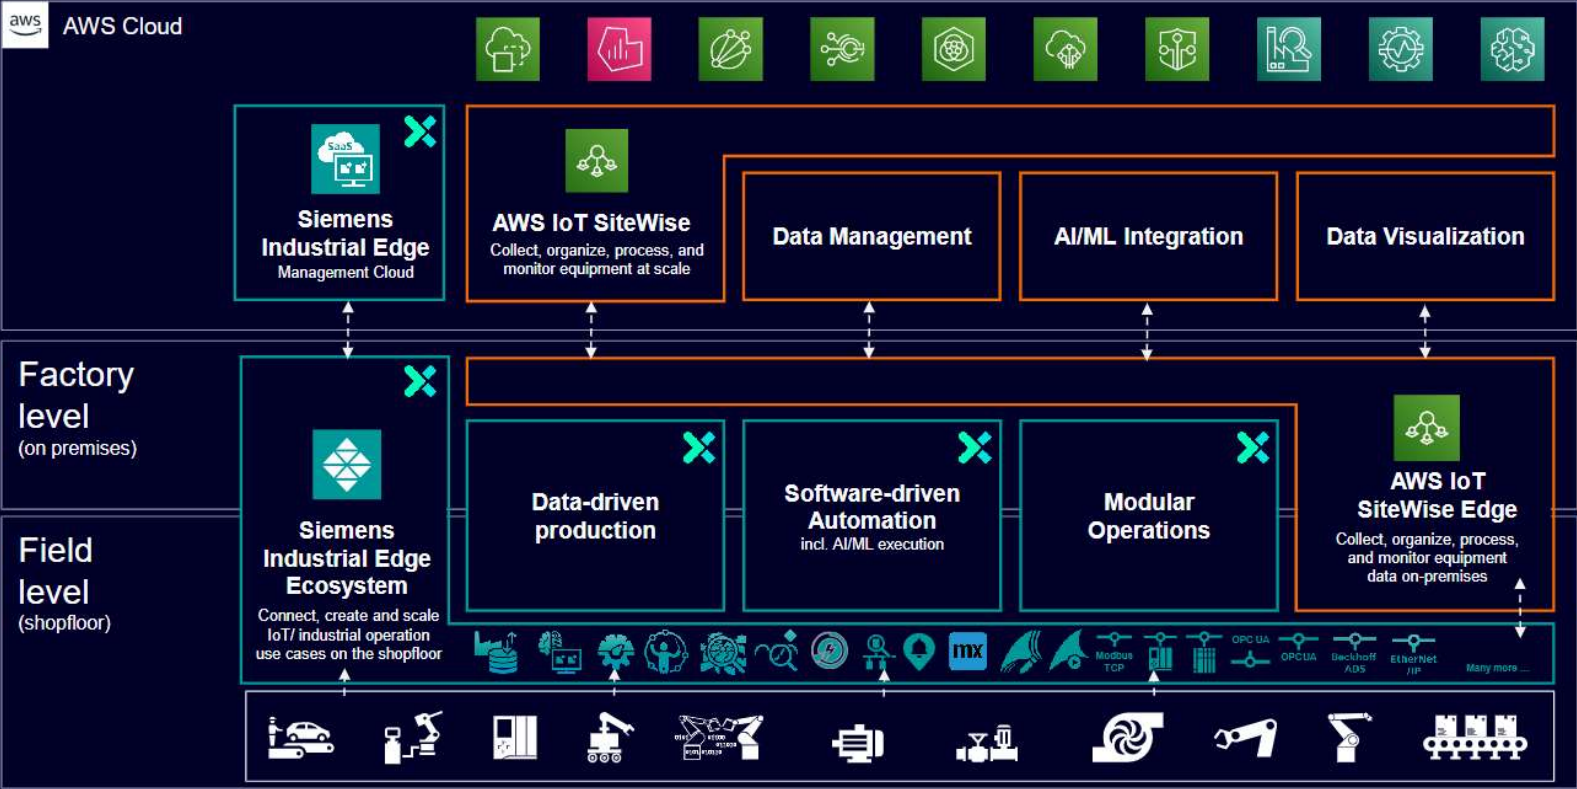 aws
AWS Cloud
SaaS
Siemens
Industrial Edge
Management Cloud
AWS IoT SiteWise
Collect, organize, process, and
monitor equipment at scale
Data Management
AI/ML Integration
Data Visualization
Factory
level
(on premises)
Field
level
(shopfloor)
Siemens
Industrial Edge
Ecosystem
Connect, create and scale
IoT/ industrial operation
use cases on the shopfloor
Data-driven
production
Software-driven
Automation
incl. AI/ML execution
Modular
Operations
AWS IoT
SiteWise Edge
Collect, organize, process,
and monitor equipment
data on-premises
mx
Modbus
TCP
OPC UA
OPCUA
Beckhoff
ADS
EtherNet
/IP
Many more ...